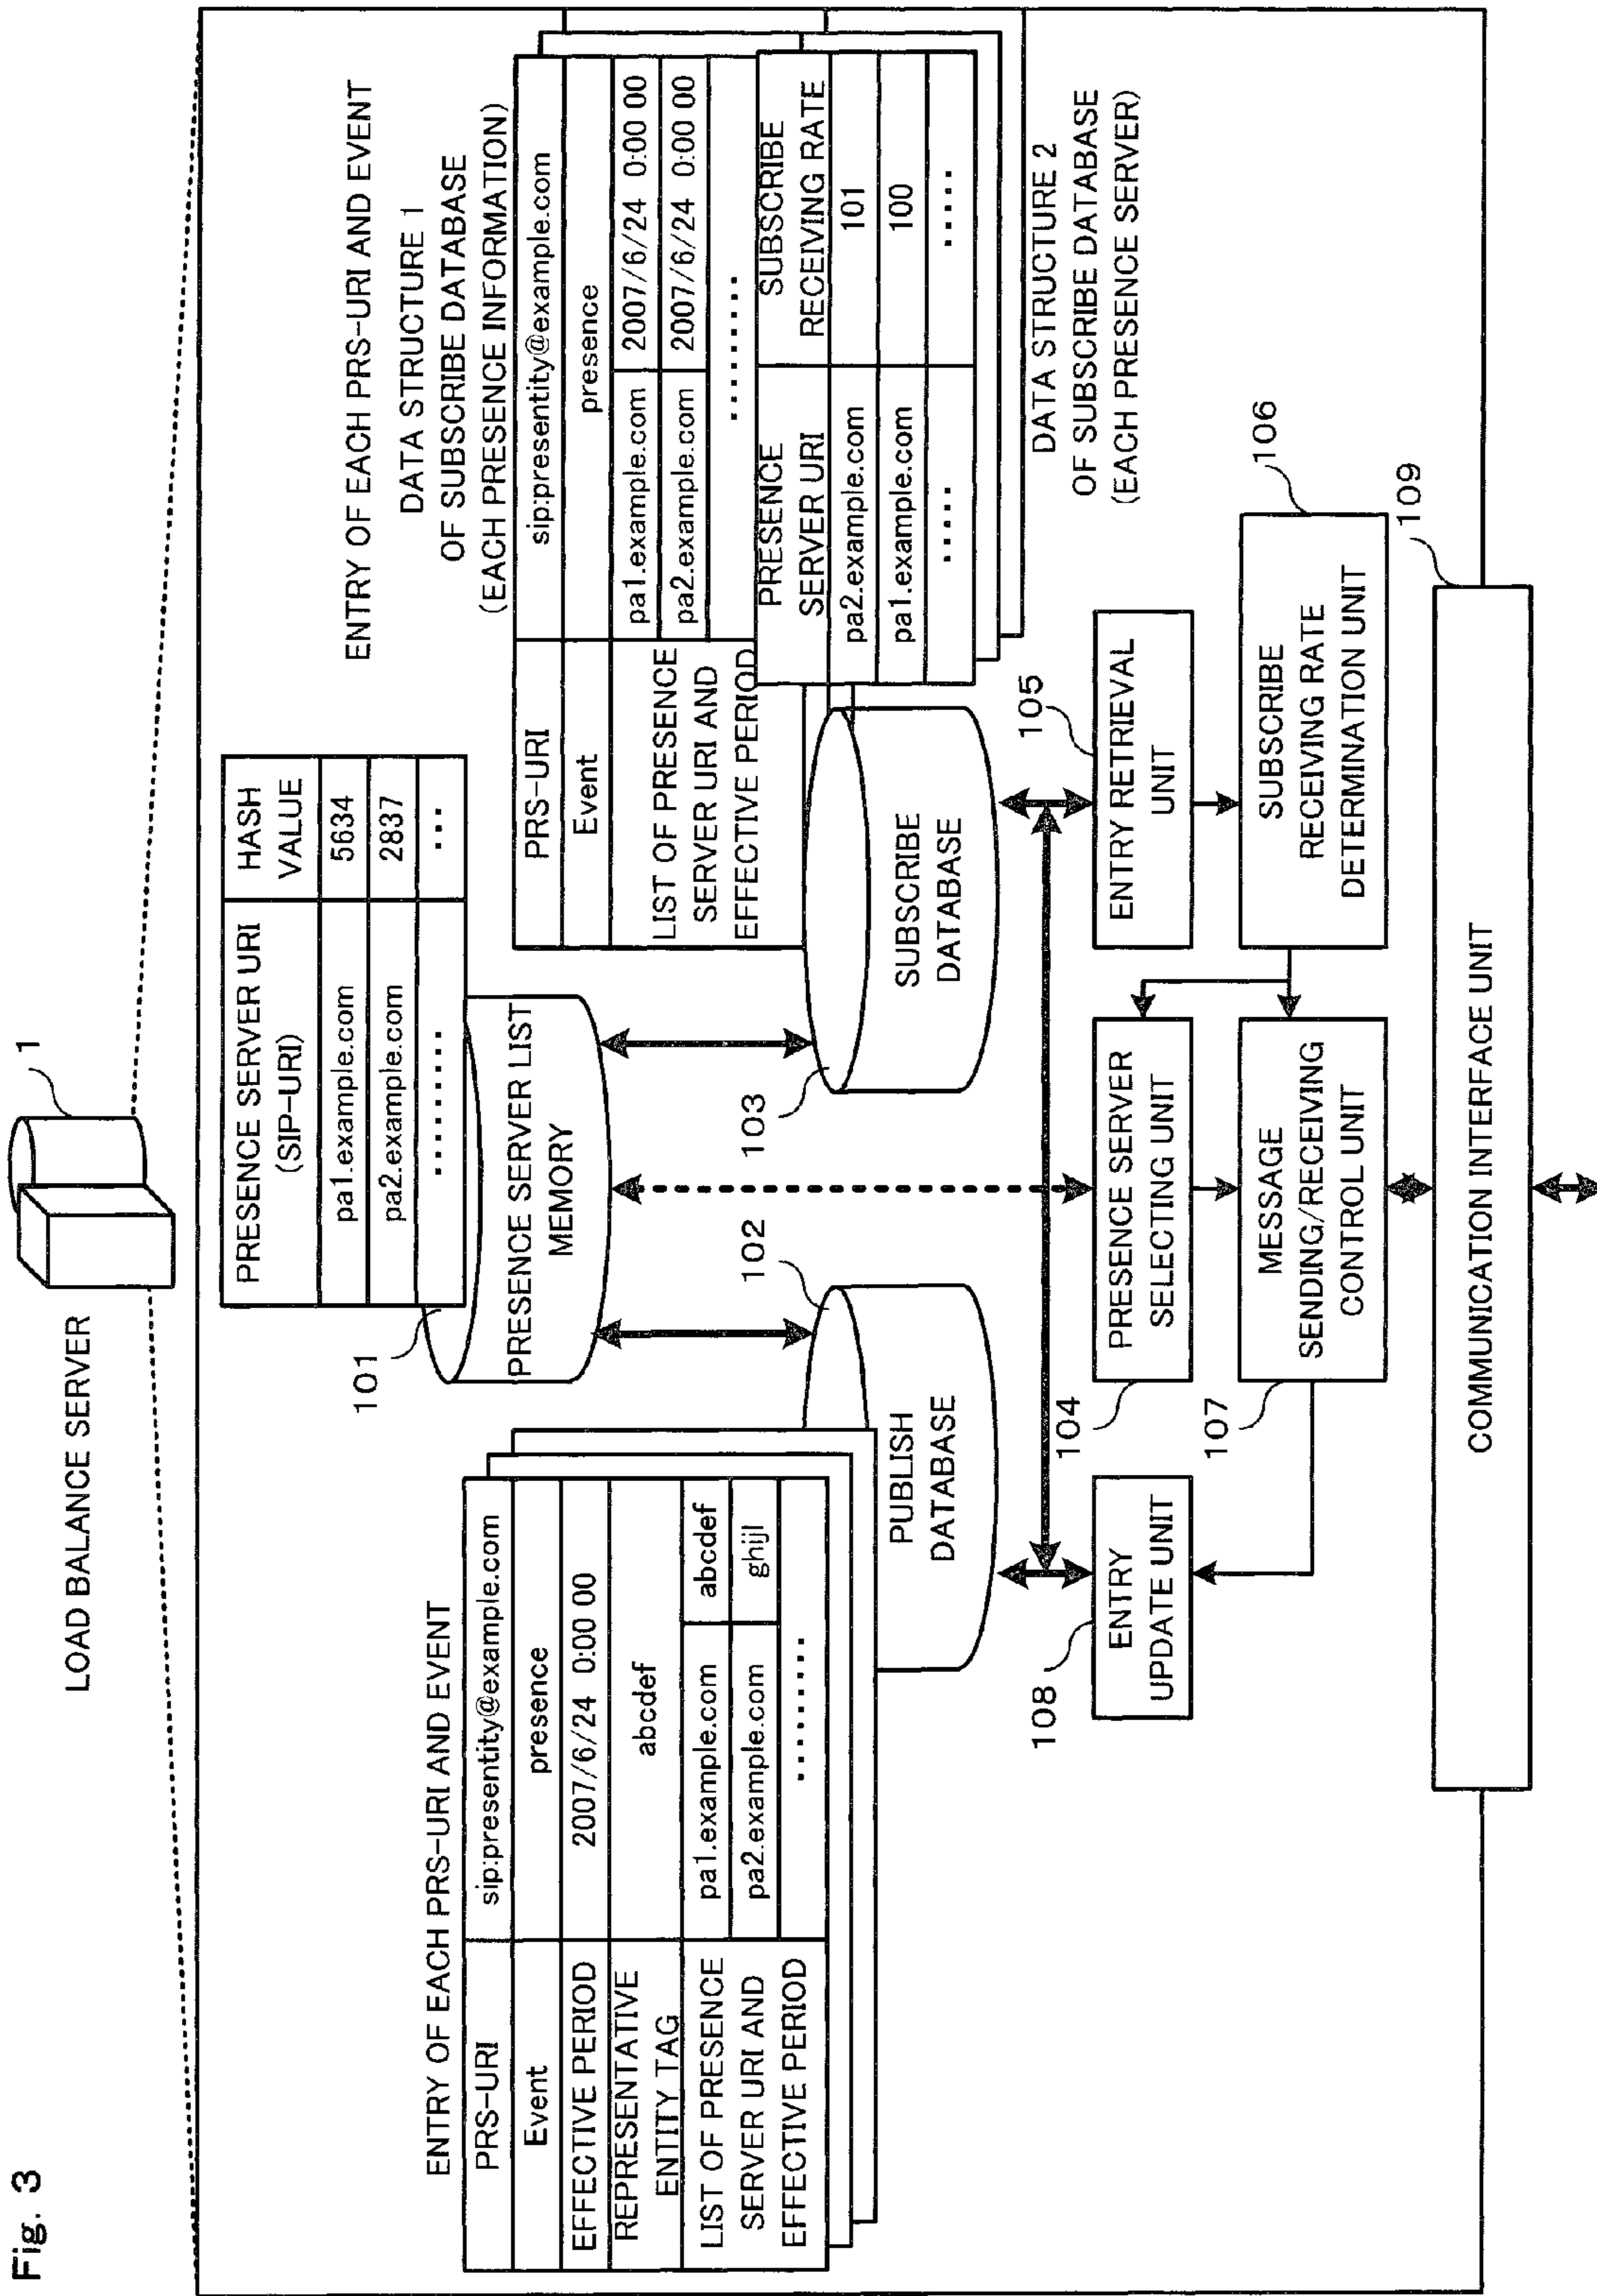 Fig. 3
LOAD BALANCE SERVER
1
PRESENCE SERVER URI
(SIP-URI)
HASH
VALUE
pa1.example.com
5634
pa2.example.com
2837
........
...
101
PRESENCE SERVER LIST
MEMORY
ENTRY OF EACH PRS-URI AND EVENT
PRS-URI
sip:presentity@example.com
Event
presence
EFFECTIVE PERIOD
2007/6/24 0:00 00
REPRESENTATIVE
ENTITY TAG
abcdef
LIST OF PRESENCE
SERVER URI AND
EFFECTIVE PERIOD
pa1.example.com
abcdef
pa2.example.com
ghijl
........
102
PUBLISH
DATABASE
ENTRY OF EACH PRS-URI AND EVENT
DATA STRUCTURE 1
OF SUBSCRIBE DATABASE
(EACH PRESENCE INFORMATION)
PRS-URI
sip:presentity@example.com
Event
presence
LIST OF PRESENCE
SERVER URI AND
EFFECTIVE PERIOD
pa1.example.com
2007/6/24 0:00 00
pa2.example.com
2007/6/24 0:00 00
........
PRESENCE
SERVER URI
SUBSCRIBE
RECEIVING RATE
pa2.example.com
101
pa1.example.com
100
.....
.....
DATA STRUCTURE 2
OF SUBSCRIBE DATABASE
(EACH PRESENCE SERVER)
103
SUBSCRIBE
DATABASE
108
ENTRY
UPDATE UNIT
104
PRESENCE SERVER
SELECTING UNIT
105
ENTRY RETRIEVAL
UNIT
107
MESSAGE
SENDING/RECEIVING
CONTROL UNIT
106
SUBSCRIBE
RECEIVING RATE
DETERMINATION UNIT
109
COMMUNICATION INTERFACE UNIT